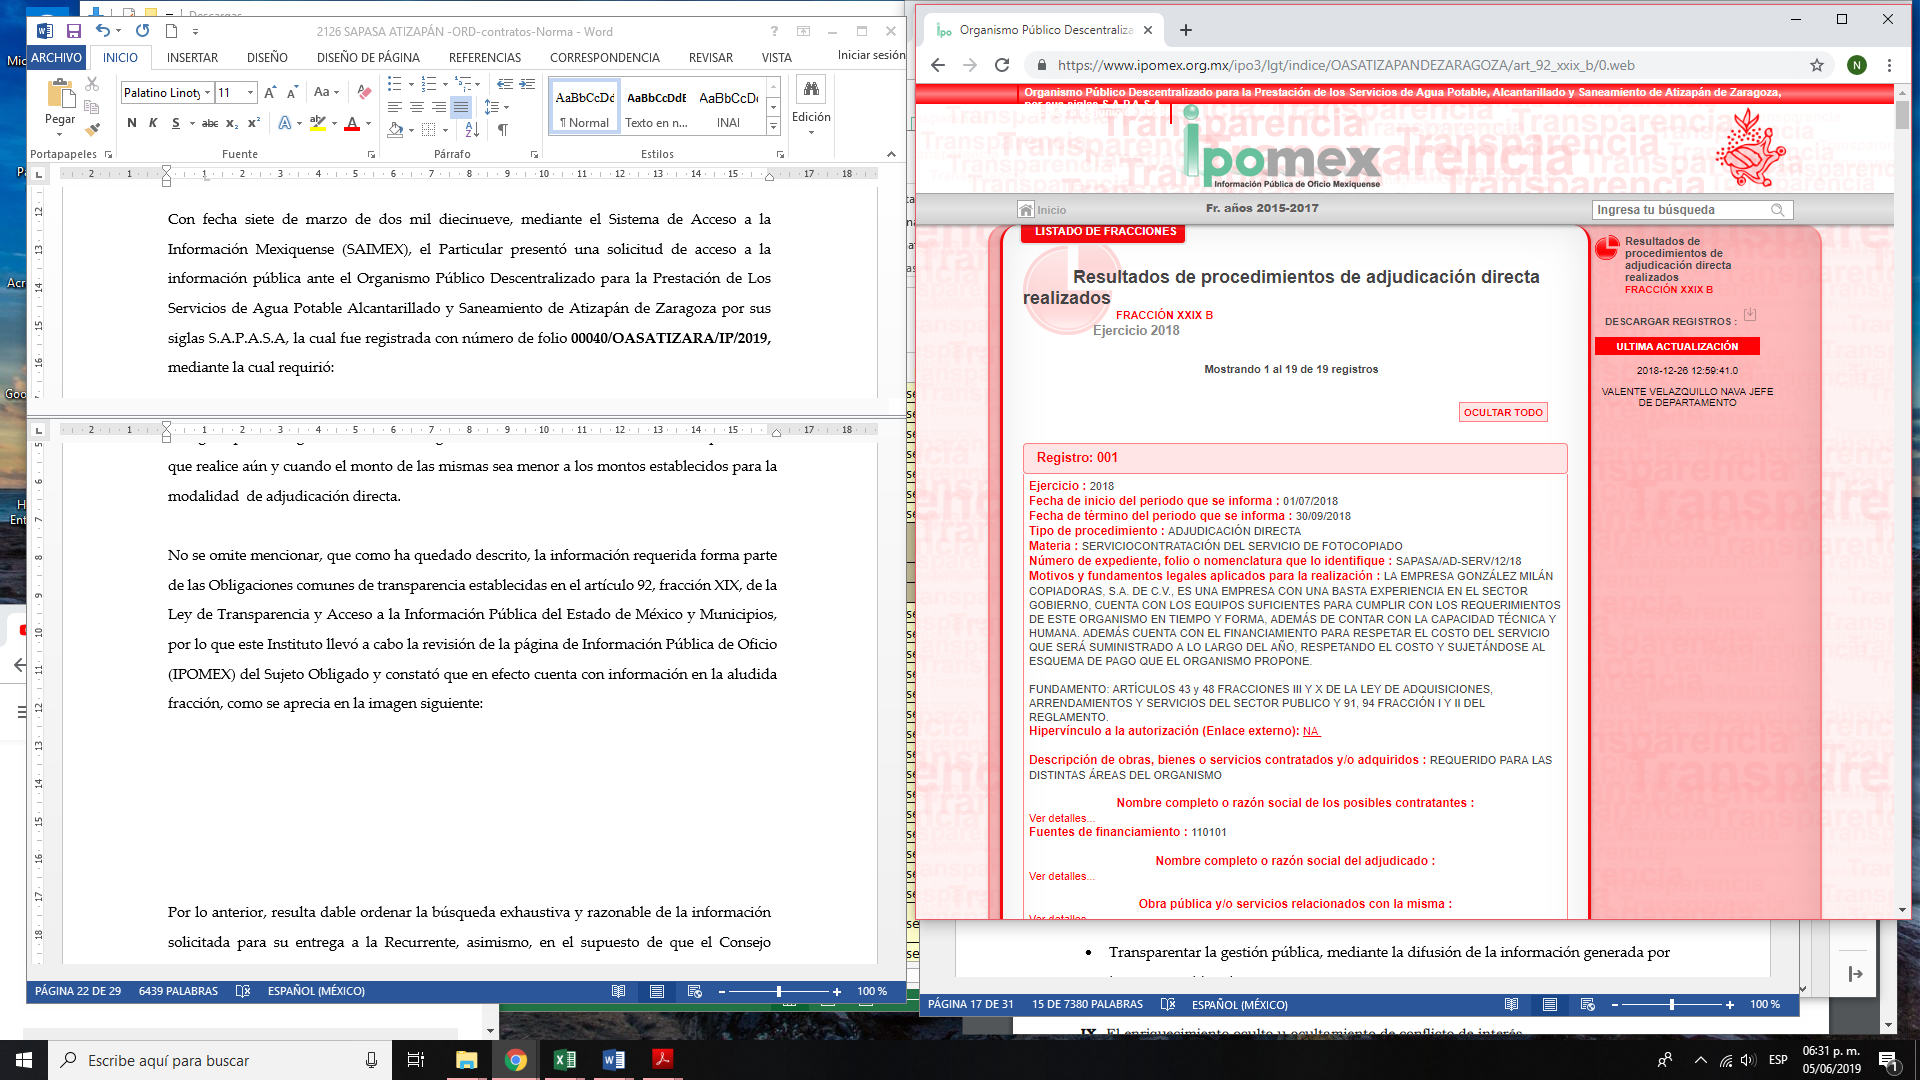 2126 SAPASA ATIZAPÁN -ORD-contratos-Norma - Word
ARCHIVO INICIO INSERTAR DISEÑO DISEÑO DE PÁGINA REFERENCIAS CORRESPONDENCIA REVISAR VISTA Iniciar sesión
Pegar
Palatino Linoty 11
AaBbCcDd AaBbCcDdE AaBbCcDc
¶ Normal Texto en n... INAI
Edición
Portapapeles Fuente Párrafo Estilos
Con fecha siete de marzo de dos mil diecinueve, mediante el Sistema de Acceso a la
Información Mexiquense (SAIMEX), el Particular presentó una solicitud de acceso a la
información pública ante el Organismo Público Descentralizado para la Prestación de Los
Servicios de Agua Potable Alcantarillado y Saneamiento de Atizapán de Zaragoza por sus
siglas S.A.P.A.S.A, la cual fue registrada con número de folio 00040/OASATIZARA/IP/2019,
mediante la cual requirió:
que realice aún y cuando el monto de las mismas sea menor a los montos establecidos para la
modalidad de adjudicación directa.
No se omite mencionar, que como ha quedado descrito, la información requerida forma parte
de las Obligaciones comunes de transparencia establecidas en el artículo 92, fracción XIX, de la
Ley de Transparencia y Acceso a la Información Pública del Estado de México y Municipios,
por lo que este Instituto llevó a cabo la revisión de la página de Información Pública de Oficio
(IPOMEX) del Sujeto Obligado y constató que en efecto cuenta con información en la aludida
fracción, como se aprecia en la imagen siguiente:
Por lo anterior, resulta dable ordenar la búsqueda exhaustiva y razonable de la información
solicitada para su entrega a la Recurrente, asimismo, en el supuesto de que el Consejo
PÁGINA 22 DE 29 6439 PALABRAS ESPAÑOL (MÉXICO) 100 %
Organismo Público Descentraliza
https://www.ipomex.org.mx/ipo3/lgt/indice/OASATIZAPANDEZARAGOZA/art_92_xxix_b/0.web
N
Organismo Público Descentralizado para la Prestación de los Servicios de Agua Potable, Alcantarillado y Saneamiento de Atizapán de Zaragoza,
por sus siglas S.A.P.A.S.A.
ipomex
Información Pública de Oficio Mexiquense
Inicio Fr. años 2015-2017 Ingresa tu búsqueda
LISTADO DE FRACCIONES
Resultados de procedimientos de adjudicación directa
realizados
FRACCIÓN XXIX B
Ejercicio 2018
Mostrando 1 al 19 de 19 registros
OCULTAR TODO
Registro: 001
Ejercicio : 2018
Fecha de inicio del periodo que se informa : 01/07/2018
Fecha de término del periodo que se informa : 30/09/2018
Tipo de procedimiento : ADJUDICACIÓN DIRECTA
Materia : SERVICIOCONTRATACIÓN DEL SERVICIO DE FOTOCOPIADO
Número de expediente, folio o nomenclatura que lo identifique : SAPASA/AD-SERV/12/18
Motivos y fundamentos legales aplicados para la realización : LA EMPRESA GONZÁLEZ MILÁN
COPIADORAS, S.A. DE C.V., ES UNA EMPRESA CON UNA BASTA EXPERIENCIA EN EL SECTOR
GOBIERNO, CUENTA CON LOS EQUIPOS SUFICIENTES PARA CUMPLIR CON LOS REQUERIMIENTOS
DE ESTE ORGANISMO EN TIEMPO Y FORMA, ADEMÁS DE CONTAR CON LA CAPACIDAD TÉCNICA Y
HUMANA. ADEMÁS CUENTA CON EL FINANCIAMIENTO PARA RESPETAR EL COSTO DEL SERVICIO
QUE SERÁ SUMINISTRADO A LO LARGO DEL AÑO, RESPETANDO EL COSTO Y SUJETÁNDOSE AL
ESQUEMA DE PAGO QUE EL ORGANISMO PROPONE.
FUNDAMENTO: ARTÍCULOS 43 y 48 FRACCIONES III Y X DE LA LEY DE ADQUISICIONES,
ARRENDAMIENTOS Y SERVICIOS DEL SECTOR PUBLICO Y 91, 94 FRACCIÓN I Y II DEL
REGLAMENTO.
Hipervínculo a la autorización (Enlace externo): NA
Descripción de obras, bienes o servicios contratados y/o adquiridos : REQUERIDO PARA LAS
DISTINTAS ÁREAS DEL ORGANISMO
Nombre completo o razón social de los posibles contratantes :
Ver detalles...
Fuentes de financiamiento : 110101
Nombre completo o razón social del adjudicado :
Ver detalles...
Obra pública y/o servicios relacionados con la misma :
Ver detalles...
Resultados de
procedimientos de
adjudicación directa
realizados
FRACCIÓN XXIX B
DESCARGAR REGISTROS :
ULTIMA ACTUALIZACIÓN
2018-12-26 12:59:41.0
VALENTE VELAZQUILLO NAVA JEFE
DE DEPARTAMENTO
• Transparentar la gestión pública, mediante la difusión de la información generada por
PÁGINA 17 DE 31 15 DE 7380 PALABRAS ESPAÑOL (MÉXICO) 100 %
IX. El enriquecimiento oculto u ocultamiento de conflicto de interés
Escribe aquí para buscar
ESP
06:31 p. m.
05/06/2019
1